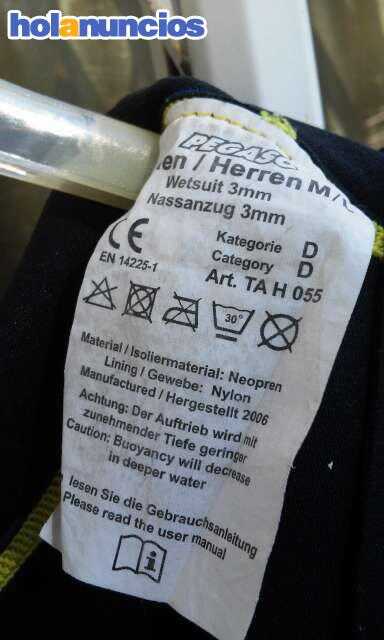 holanuncios
PEGASO
en / Herren M/L
Wetsuit 3mm
Nassanzug 3mm
Kategorie D
Category D
CE
EN 14225-1
Art. TA H 055
30°
Material / Isoliermaterial: Neopren
Lining / Gewebe: Nylon
Manufactured / Hergestellt 2006
Achtung: Der Auftrieb wird mit
zunehmender Tiefe geringer
Caution: Buoyancy will decrease
in deeper water
lesen Sie die Gebrauchsanleitung
Please read the user manual
i